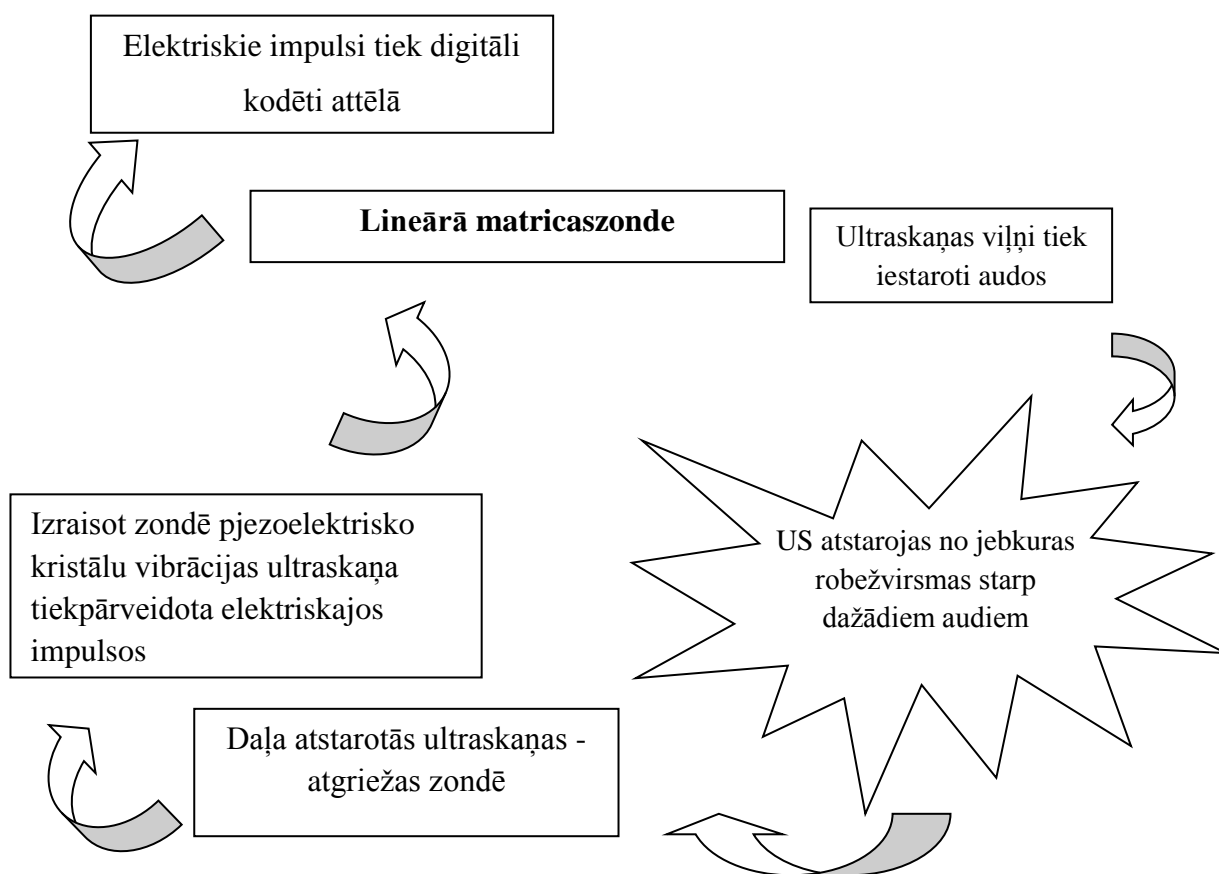 Elektriskie impulsi tiek digitāli
kodēti attēlā
Lineārā matricaszonde
Ultraskaņas viļņi tiek
iestaroti audos
US atstarojas no jebkuras
robežvirsmas starp
dažādiem audiem
Izraisot zondē pjezoelektrisko
kristālu vibrācijas ultraskaņa
tiekpārveidota elektriskajos
impulsos
Daļa atstarotās ultraskaņas -
atgriežas zondē